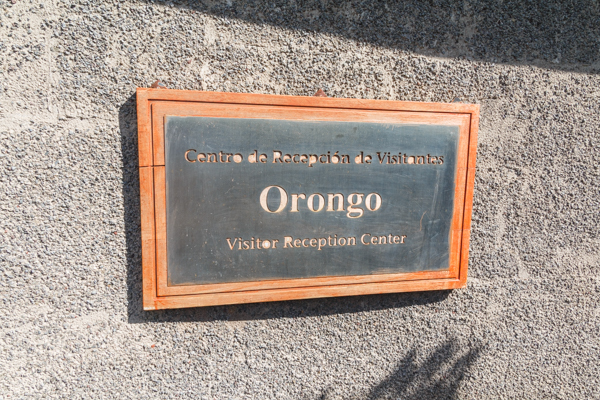 Centro de Recepción de Visitantes
Orongo
Visitor Reception Center